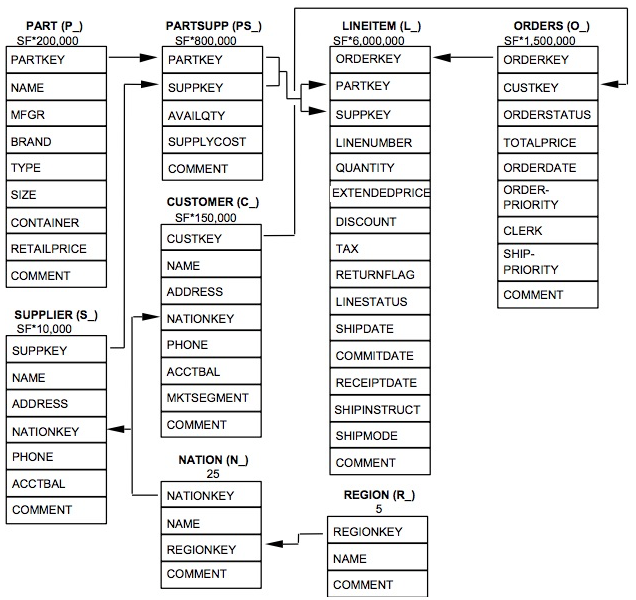 PART (P_)
SF*200,000
PARTKEY
NAME
MFGR
BRAND
TYPE
SIZE
CONTAINER
RETAILPRICE
COMMENT
SUPPLIER (S_)
SF*10,000
SUPPKEY
NAME
ADDRESS
NATIONKEY
PHONE
ACCTBAL
COMMENT
PARTSUPP (PS_)
SF*800,000
PARTKEY
SUPPKEY
AVAILQTY
SUPPLYCOST
COMMENT
CUSTOMER (C_)
SF*150,000
CUSTKEY
NAME
ADDRESS
NATIONKEY
PHONE
ACCTBAL
MKTSEGMENT
COMMENT
NATION (N_)
25
NATIONKEY
NAME
REGIONKEY
COMMENT
LINEITEM (L_)
SF*6,000,000
ORDERKEY
PARTKEY
SUPPKEY
LINENUMBER
QUANTITY
EXTENDEDPRICE
DISCOUNT
TAX
RETURNFLAG
LINESTATUS
SHIPDATE
COMMITDATE
RECEIPTDATE
SHIPINSTRUCT
SHIPMODE
COMMENT
REGION (R_)
5
REGIONKEY
NAME
COMMENT
ORDERS (O_)
SF*1,500,000
ORDERKEY
CUSTKEY
ORDERSTATUS
TOTALPRICE
ORDERDATE
ORDER-
PRIORITY
CLERK
SHIP-
PRIORITY
COMMENT